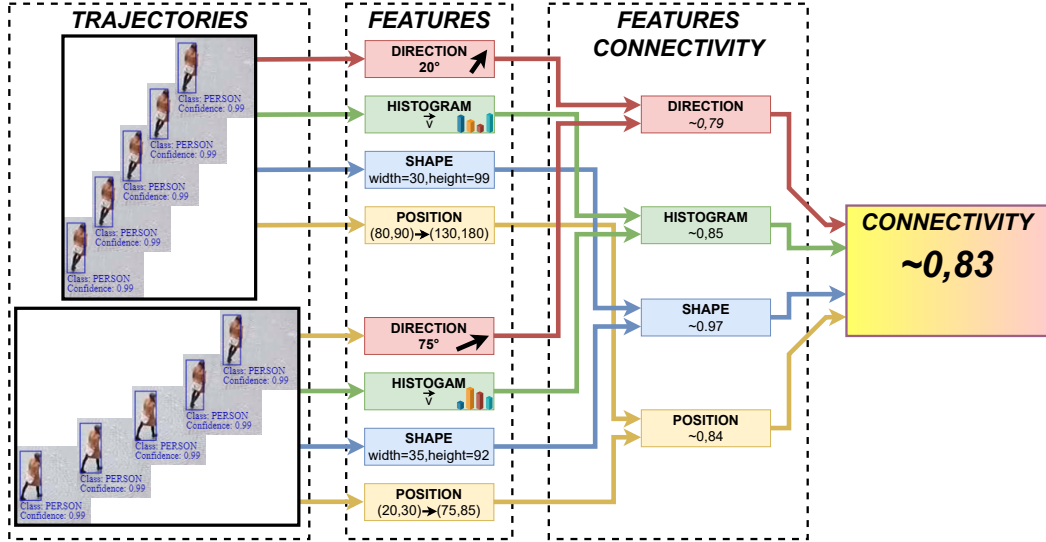 TRAJECTORIES
Class: PERSON
Confidence: 0.99
Class: PERSON
Confidence: 0.99
Class: PERSON
Confidence: 0.99
Class: PERSON
Confidence: 0.99
Class: PERSON
Confidence: 0.99
Class: PERSON
Confidence: 0.99
Class: PERSON
Confidence: 0.99
Class: PERSON
Confidence: 0.99
Class: PERSON
Confidence: 0.99
Class: PERSON
Confidence: 0.99
FEATURES
DIRECTION
20°
HISTOGRAM
v
SHAPE
width=30,height=99
POSITION
(80,90)→(130,180)
DIRECTION
75°
HISTOGAM
v
SHAPE
width=35,height=92
POSITION
(20,30)→(75,85)
FEATURES
CONNECTIVITY
DIRECTION
~0,79
HISTOGRAM
~0,85
SHAPE
~0.97
POSITION
~0,84
CONNECTIVITY
~0,83